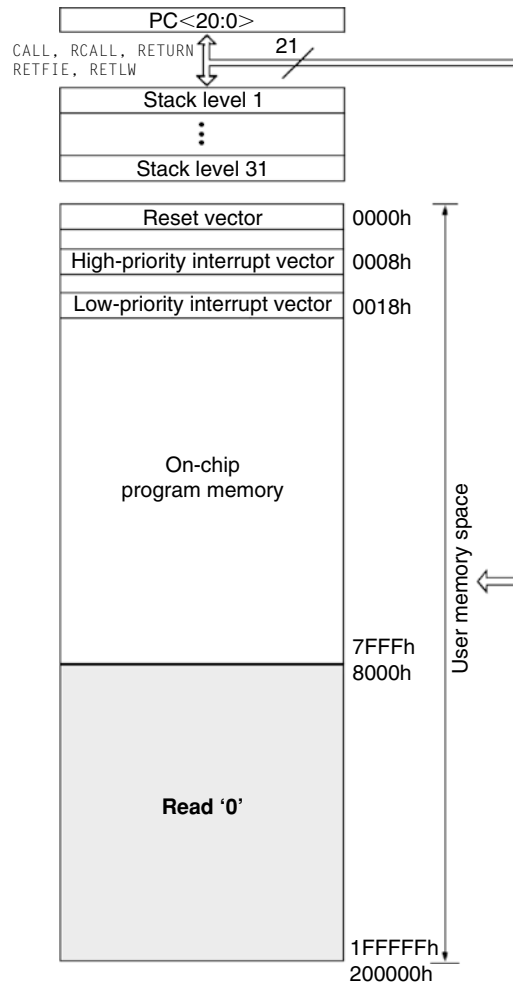 PC<20:0>
CALL, RCALL, RETURN
RETFIE, RETLW
21
Stack level 1
Stack level 31
Reset vector
0000h
High-priority interrupt vector
0008h
Low-priority interrupt vector
0018h
On-chip
program memory
User memory space
7FFFh
8000h
Read ‘0’
1FFFFFh
200000h